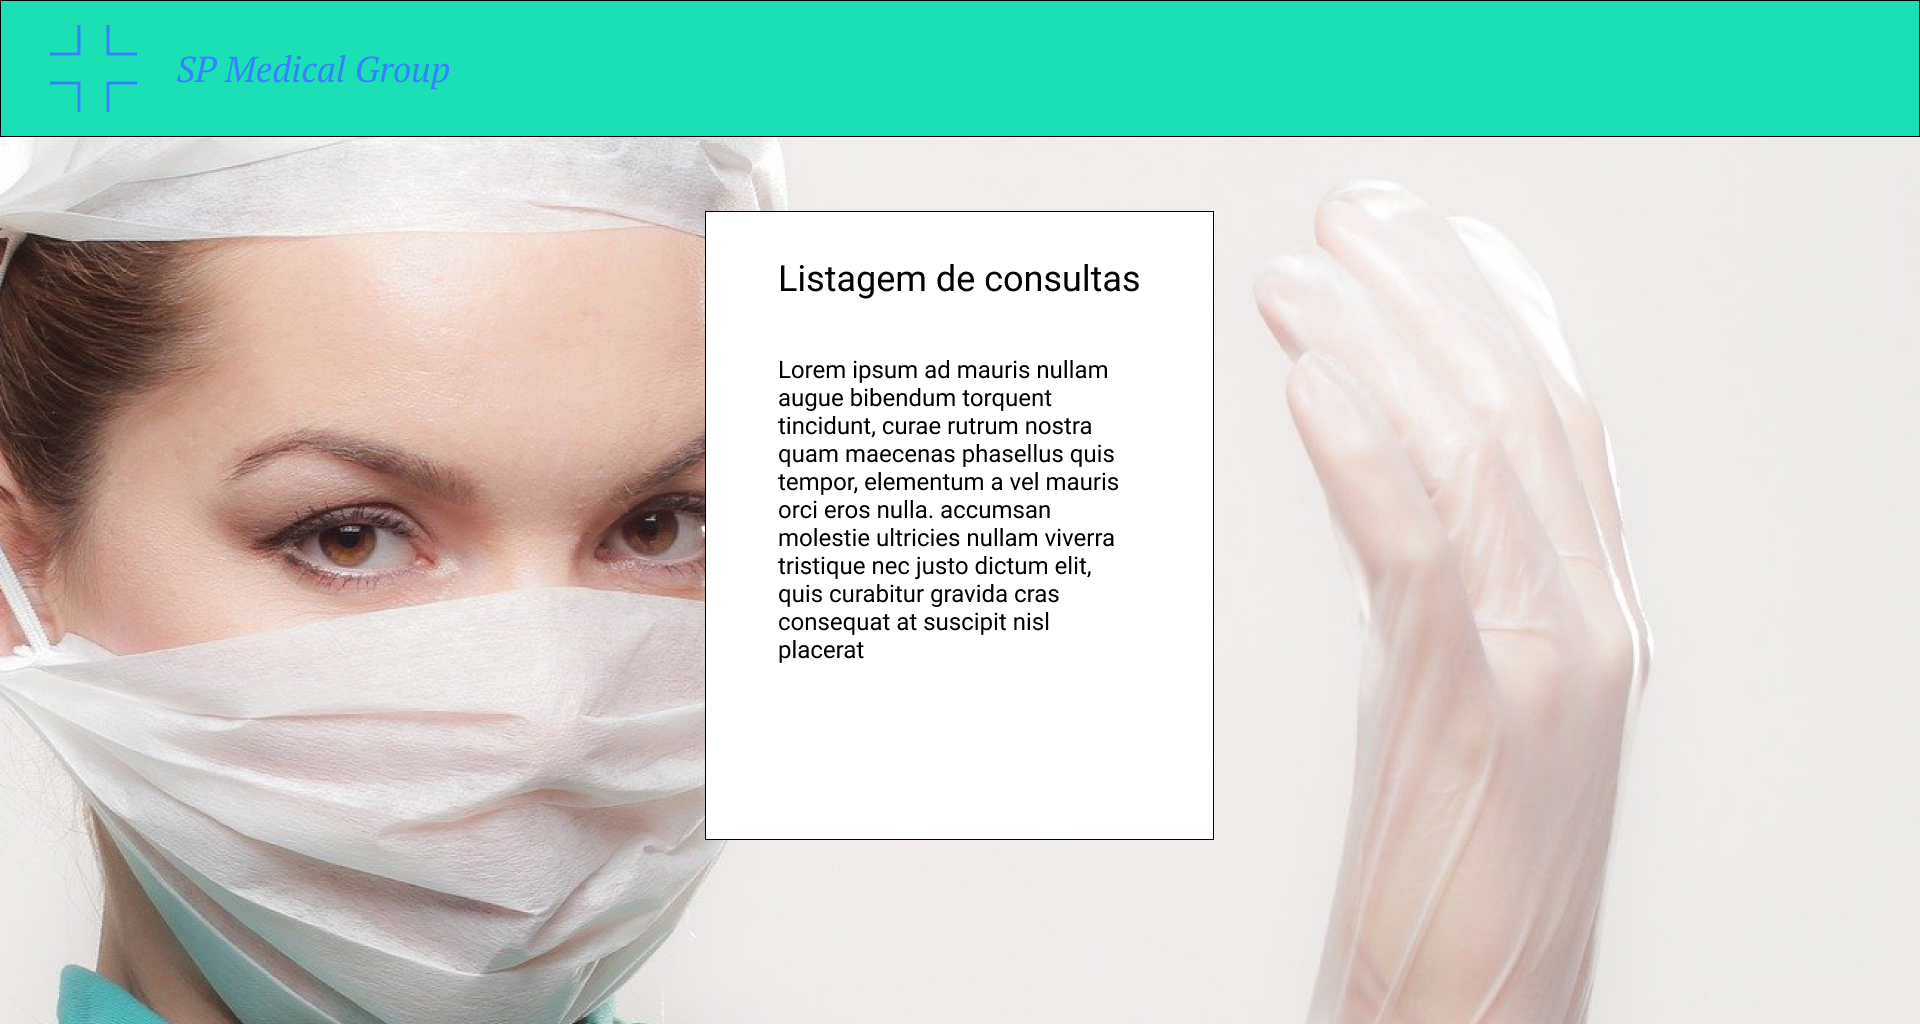 SP Medical Group
Listagem de consultas
Lorem ipsum ad mauris nullam
augue bibendum torquent
tincidunt, curae rutrum nostra
quam maecenas phasellus quis
tempor, elementum a vel mauris
orci eros nulla. accumsan
molestie ultricies nullam viverra
tristique nec justo dictum elit,
quis curabitur gravida cras
consequat at suscipit nisl
placerat